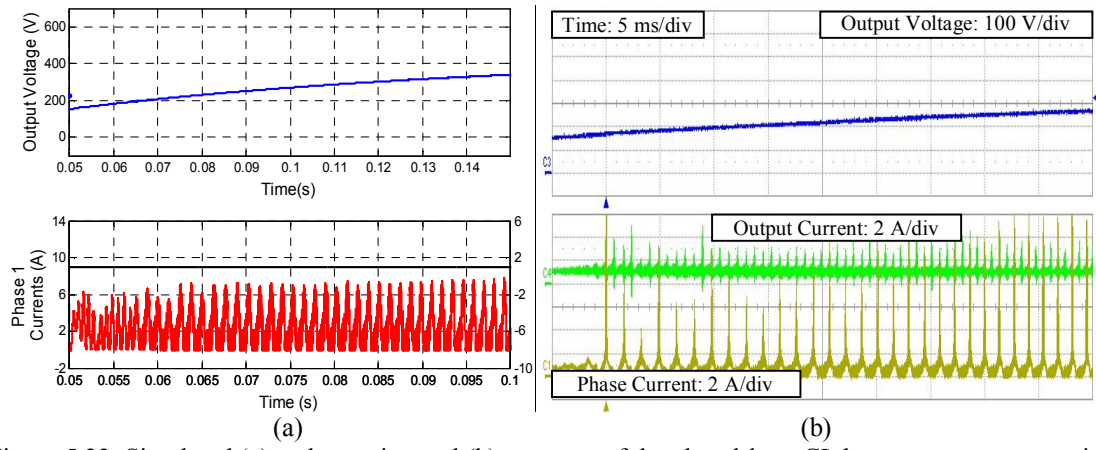 600
400
200
0
Output Voltage (V)
0.05 0.06 0.07 0.08 0.09 0.1 0.11 0.12 0.13 0.14
Time(s)
14
10
6
2
-2
Phase 1
Currents (A)
6
2
-2
-6
-10
0.05 0.055 0.06 0.065 0.07 0.075 0.08 0.085 0.09 0.095 0.1
Time (s)
(a)
Time: 5 ms/div
Output Voltage: 100 V/div
C3
Output Current: 2 A/div
C4
C1
Phase Current: 2 A/div
(b)